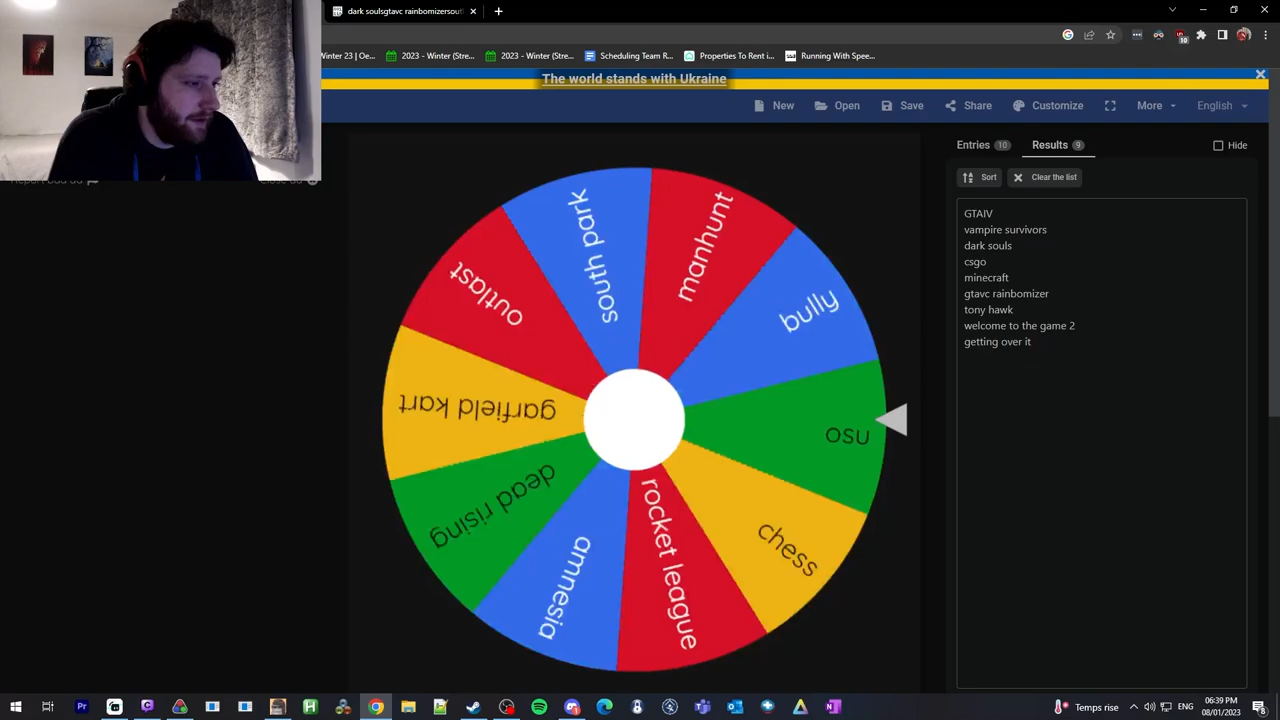 dark soulsgtavc rainbomizersout
Winter 23 | Oe...
2023 - Winter (Stre...
2023 - Winter (Stre...
Scheduling Team R...
Properties To Rent i...
Running With Spee...
10
The world stands with Ukraine
New
Open
Save
Share
Customize
More
English
Entries 10
Results 9
Hide
Sort
Clear the list
GTAIV
vampire survivors
dark souls
csgo
minecraft
gtavc rainbomizer
tony hawk
welcome to the game 2
getting over it
south park
manhunt
bully
osu
chess
rocket league
amnesia
dead rising
garfield kart
outlast
Temps rise
ENG
06:39 PM
08/01/2023